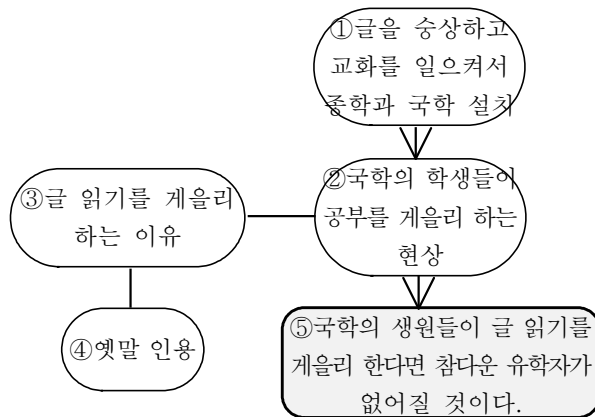 ①글을 숭상하고
교화를 일으켜서
종학과 국학 설치
②국학의 학생들이
공부를 게을리 하는
현상
③글 읽기를 게을리
하는 이유
④옛말 인용
⑤국학의 생원들이 글 읽기를
게을리 한다면 참다운 유학자가
없어질 것이다.